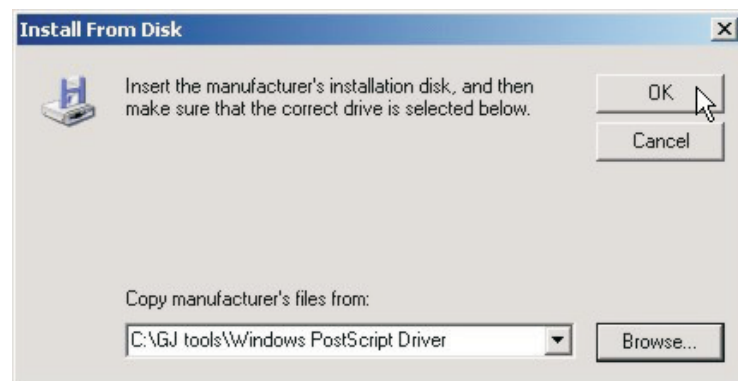 Install From Disk
Insert the manufacturer's installation disk, and then
make sure that the correct drive is selected below.
OK
Cancel
Copy manufacturer's files from:
C:\GJ tools\Windows PostScript Driver
Browse...